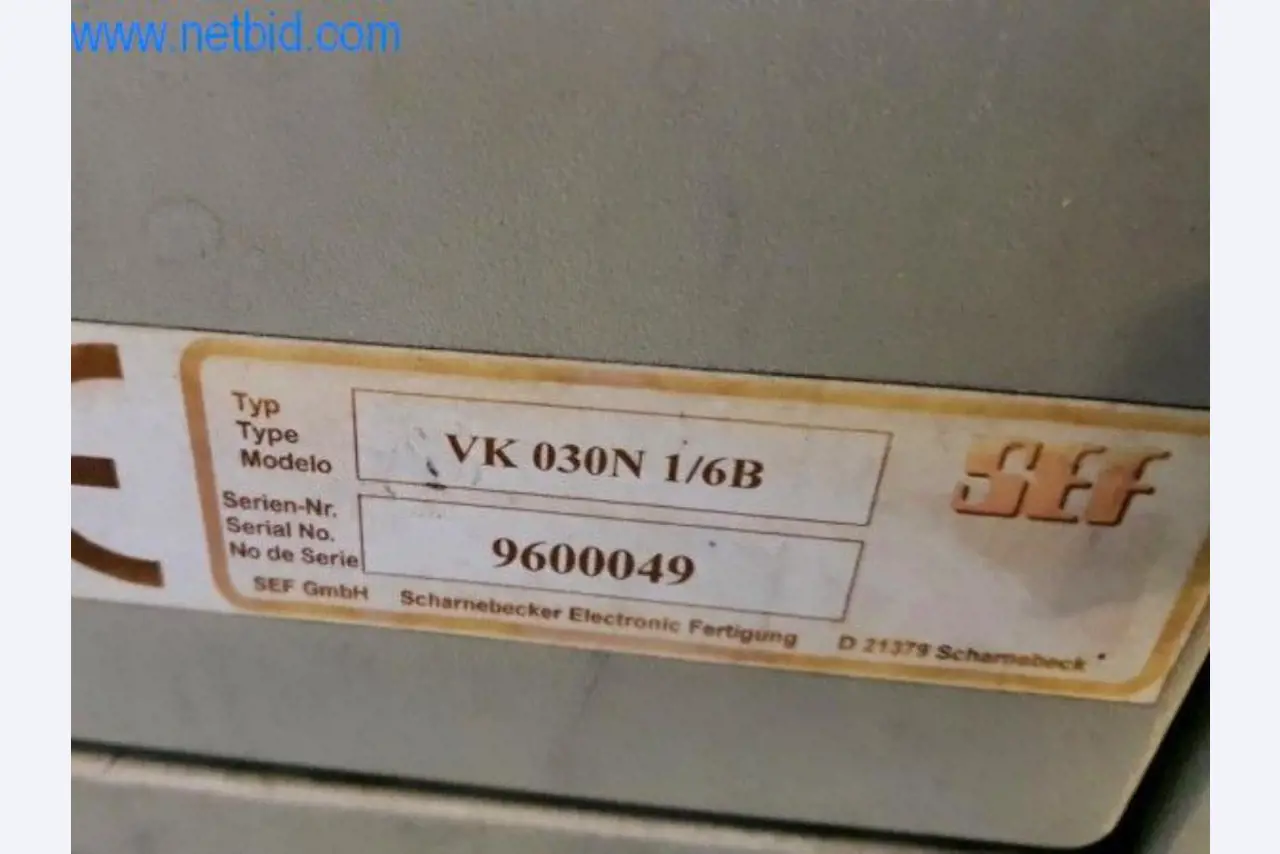 www.netbid.com
Typ
Type
Modelo
VK 030N 1/6B
SEF
Serien-Nr.
Serial No.
No de Serie
9600049
SEF GmbH Scharnebecker Electronic Fertigung D 21379 Scharnebeck